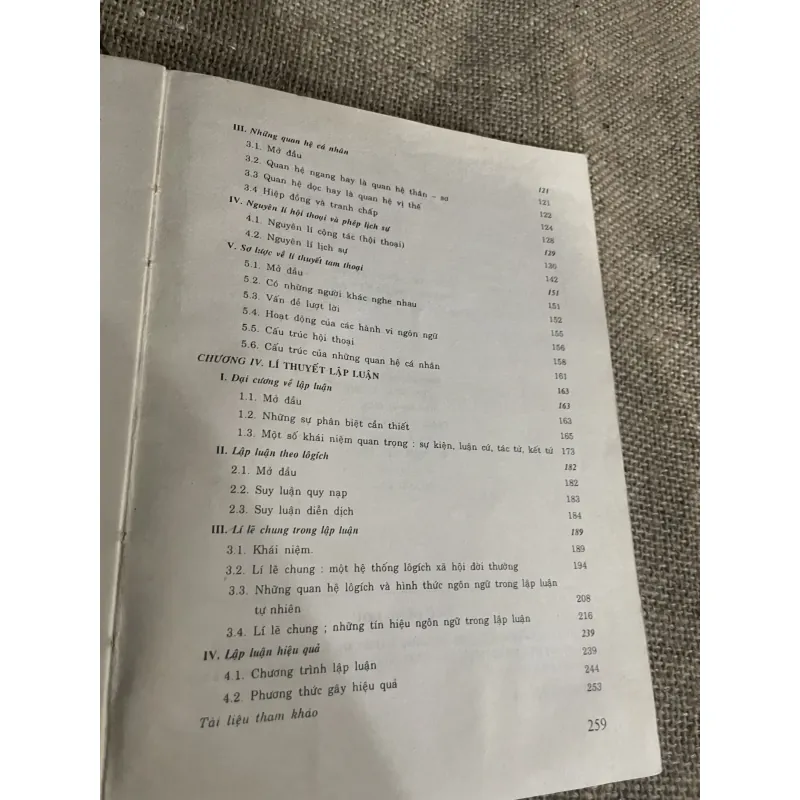 III. Những quan hệ cá nhân 121
3.1. Mở đầu 121
3.2. Quan hệ ngang hay là quan hệ thân – sơ 122
3.3 Quan hệ dọc hay là quan hệ vị thế 124
3.4 Hiệp đồng và tranh chấp 128
IV. Nguyên lí hội thoại và phép lịch sự 139
4.1. Nguyên lí cộng tác (hội thoại) 130
4.2. Nguyên lí lịch sự 142
V. Sơ lược về lí thuyết tam thoại 151
5.1. Mở đầu 151
5.2. Có những người khác nghe nhau 152
5.3. Vấn đề lượt lời 155
5.4. Hoạt động của các hành vi ngôn ngữ 156
5.5. Cấu trúc hội thoại 158
5.6. Cấu trúc của những quan hệ cá nhân 161
CHƯƠNG IV. LÍ THUYẾT LẬP LUẬN 163
I. Đại cương về lập luận 163
1.1. Mở đầu 163
1.2. Những sự phân biệt cần thiết 165
1.3. Một số khái niệm quan trọng : sự kiện, luận cứ, tác tử, kết tử 173
II. Lập luận theo lôgích 182
2.1. Mở đầu 182
2.2. Suy luận quy nạp 183
2.3. Suy luận diễn dịch 184
III. Lí lẽ chung trong lập luận 189
3.1. Khái niệm. 189
3.2. Lí lẽ chung : một hệ thống lôgích xã hội đời thường 194
3.3. Những quan hệ lôgích và hình thức ngôn ngữ trong lập luận
tự nhiên 208
3.4. Lí lẽ chung ; những tín hiệu ngôn ngữ trong lập luận 216
IV. Lập luận hiệu quả 239
4.1. Chương trình lập luận 239
4.2. Phương thức gây hiệu quả 244
Tài liệu tham khảo 253
259